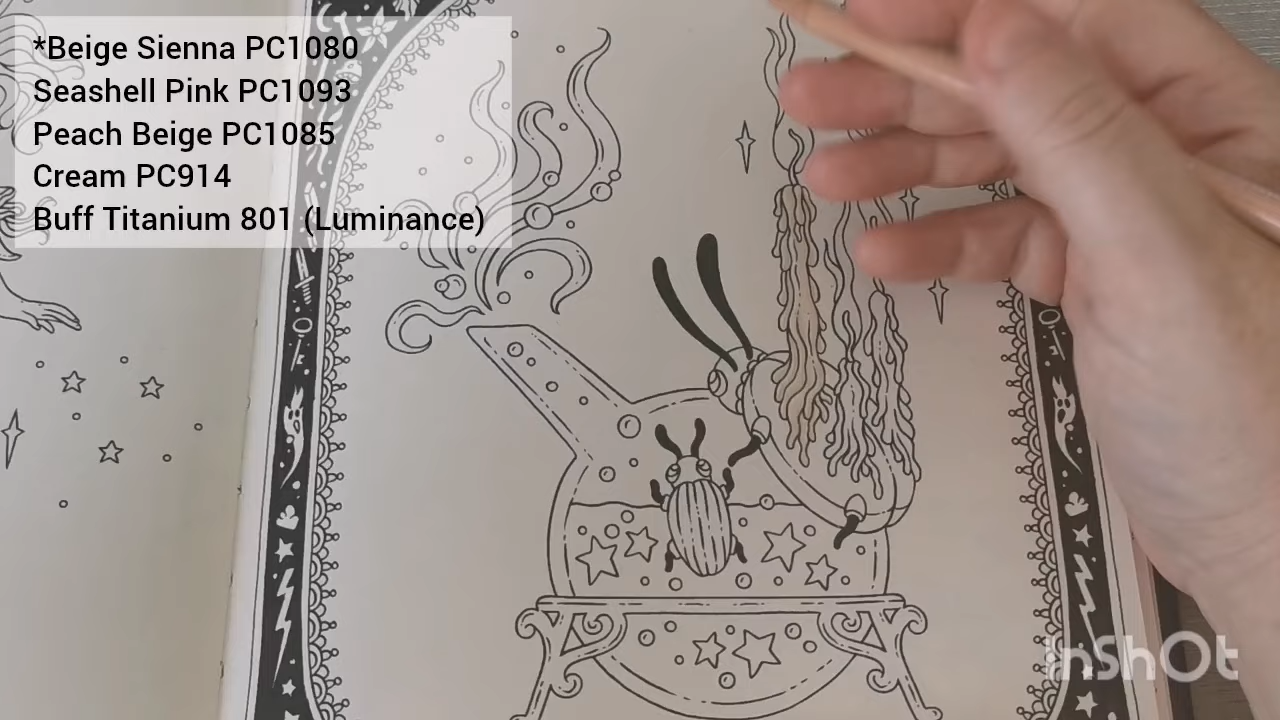 *Beige Sienna PC1080
Seashell Pink PC1093
Peach Beige PC1085
Cream PC914
Buff Titanium 801 (Luminance)
InShOt